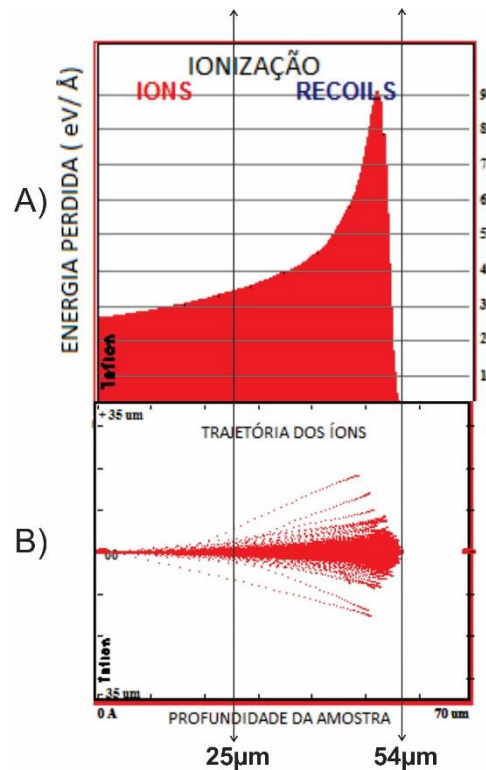 A)
IONIZAÇÃO
IONS RECOILS
ENERGIA PERDIDA ( eV/ Å)
9
8
7
6
5
4
3
2
1
Teflon
B)
+35 um
TRAJETÓRIA DOS ÍONS
00
Teflon
-35 um
0 A PROFUNDIDADE DA AMOSTRA 70 um
25µm 54µm